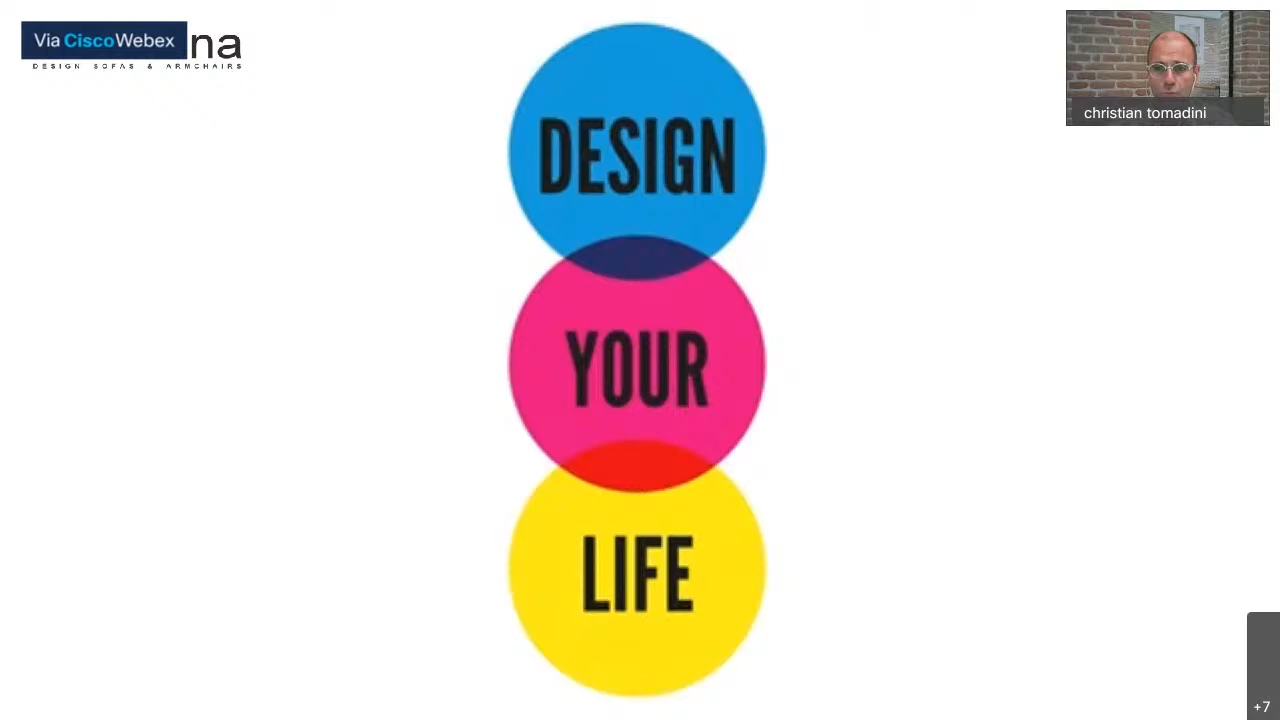 Via CiscoWebex
na
DESIGN SOFAS & ARMCHAIRS
christian tomadini
DESIGN
YOUR
LIFE
+7